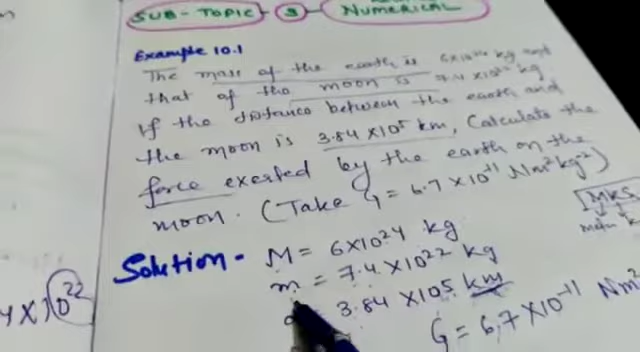 SUB-TOPIC - 3 - NUMERICAL
Example 10.1
The mass of the earth is 6x10²⁴ kg and
that of the moon is 7.4 x10²² kg
If the distance between the earth and
the moon is 3.84 x10⁵ km, Calculate the
force exerted by the earth on the
moon. (Take G = 6.7 x10⁻¹¹ Nm² kg²)
MKS
Solution - M = 6x10²⁴ kg
m = 7.4 x 10²² kg
3.84 x10⁵ km
G = 6.7 x10⁻¹¹ Nm²
x10²²